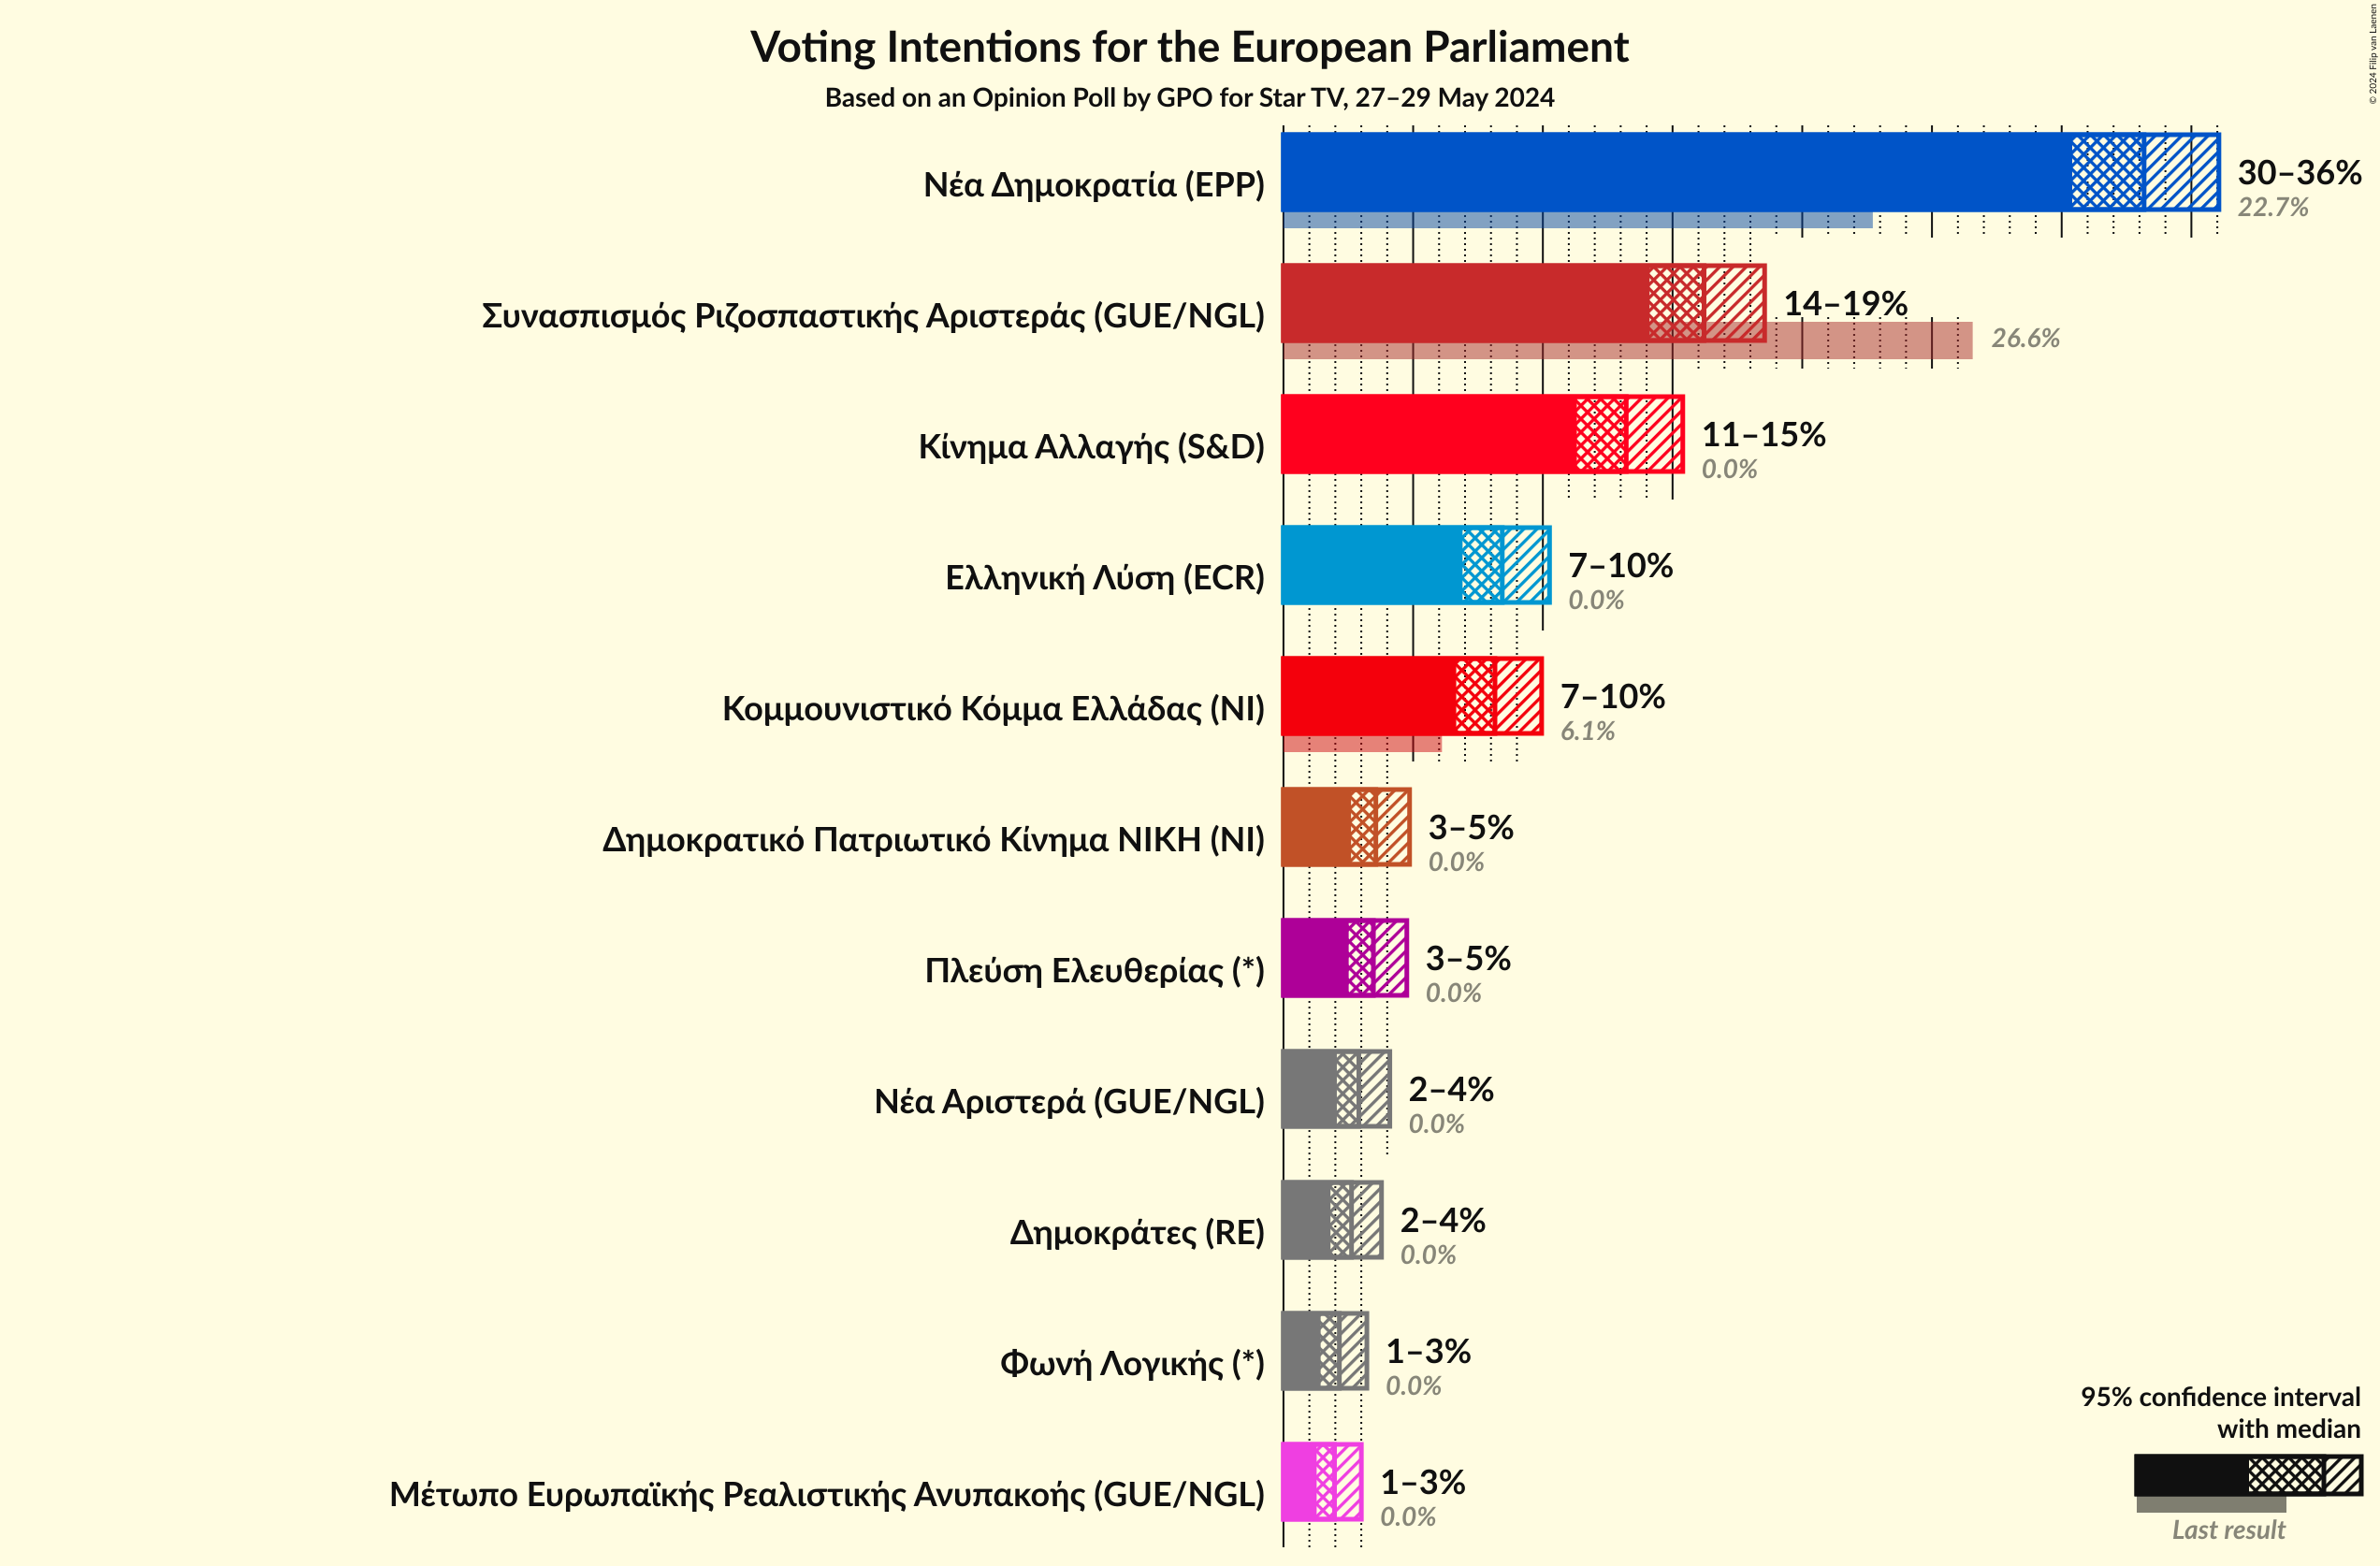 Voting Intentions for the European Parliament
Based on an Opinion Poll by GPO for Star TV, 27–29 May 2024
© 2024 Filip van Laenen
Νέα Δημοκρατία (EPP)
30–36%
22.7%
Συνασπισμός Ριζοσπαστικής Αριστεράς (GUE/NGL)
14–19%
26.6%
Κίνημα Αλλαγής (S&D)
11–15%
0.0%
Ελληνική Λύση (ECR)
7–10%
0.0%
Κομμουνιστικό Κόμμα Ελλάδας (NI)
7–10%
6.1%
Δημοκρατικό Πατριωτικό Κίνημα ΝΙΚΗ (NI)
3–5%
0.0%
Πλεύση Ελευθερίας (*)
3–5%
0.0%
Νέα Αριστερά (GUE/NGL)
2–4%
0.0%
Δημοκράτες (RE)
2–4%
0.0%
Φωνή Λογικής (*)
1–3%
0.0%
Μέτωπο Ευρωπαϊκής Ρεαλιστικής Ανυπακοής (GUE/NGL)
1–3%
0.0%
95% confidence interval
with median
Last result